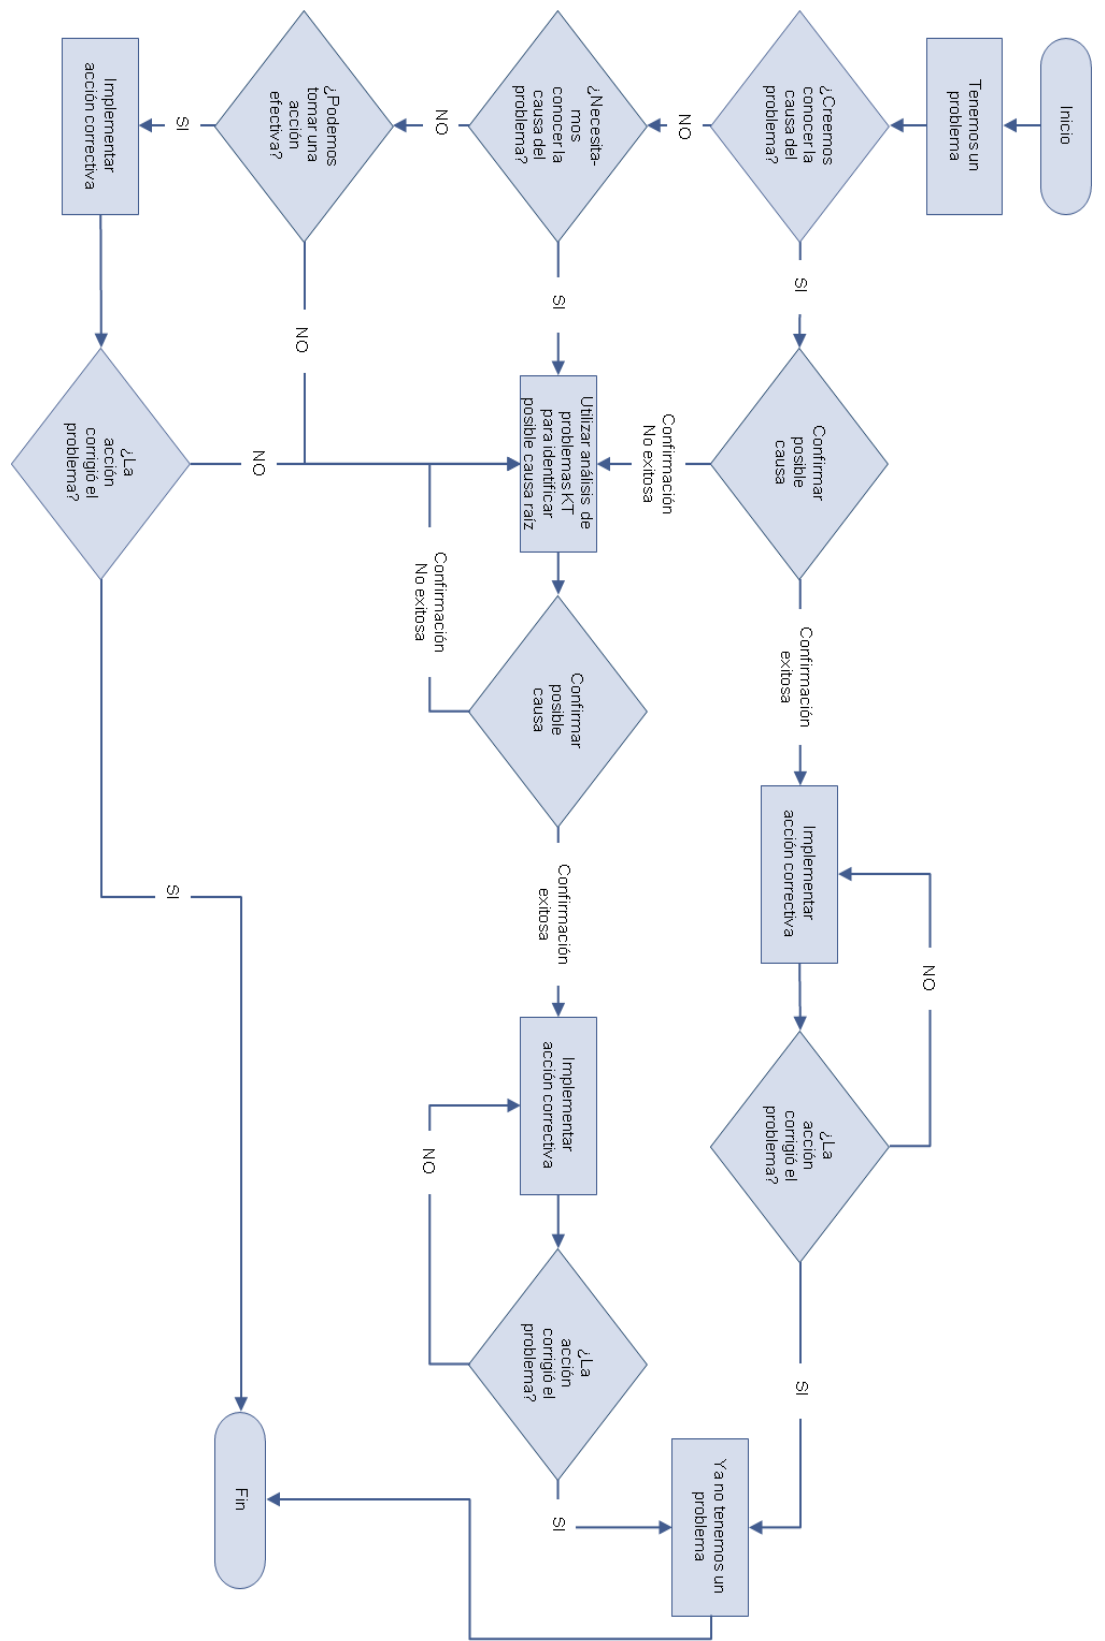 Inicio
Tenemos un
problema
¿Creemos
conocer la
causa del
problema?
SI
Confirmar
posible
causa
Confirmación
exitosa
Implementar
acción correctiva
NO
¿La
acción
corrigió el
problema?
SI
NO
Confirmación
No exitosa
¿Necesita-
mos
conocer la
causa del
problema?
SI
Utilizar análisis de
problemas KT
para identificar
posible causa raíz
Confirmar
posible
causa
Confirmación
exitosa
Implementar
acción correctiva
¿La
acción
corrigió el
problema?
SI
Ya no tenemos un
problema
NO
Confirmación
No exitosa
NO
¿Podemos
tomar una
acción
efectiva?
NO
SI
Implementar
acción correctiva
¿La
acción
corrigió el
problema?
NO
SI
Fin